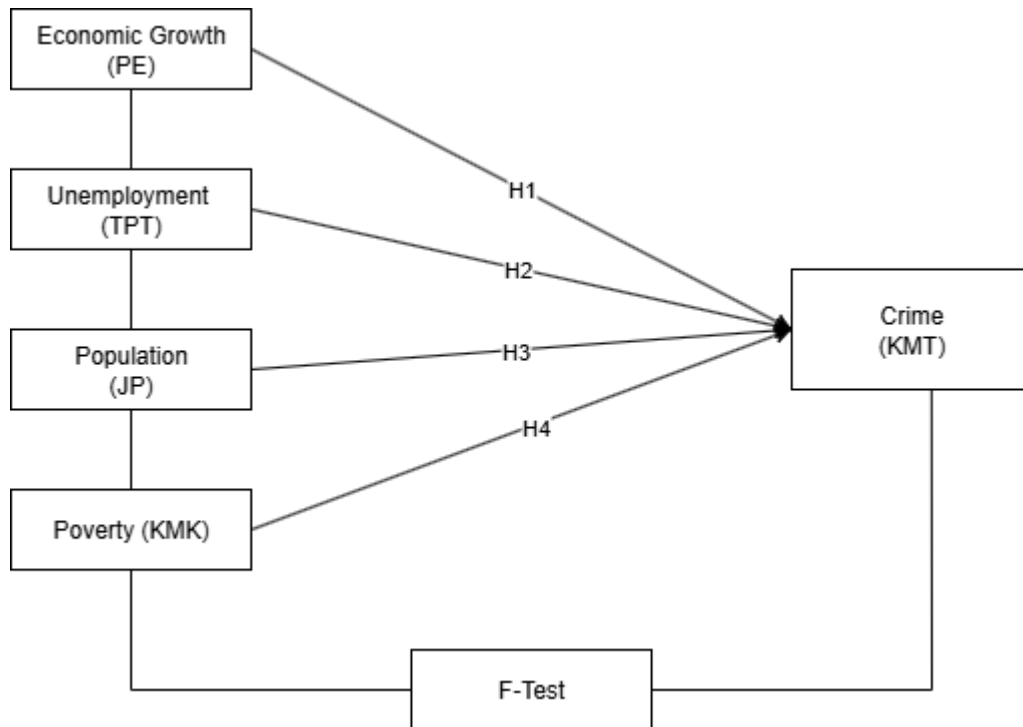 Economic Growth
(PE)
Unemployment
(TPT)
Population
(JP)
Poverty (KMK)
H1
H2
H3
H4
Crime
(KMT)
F-Test